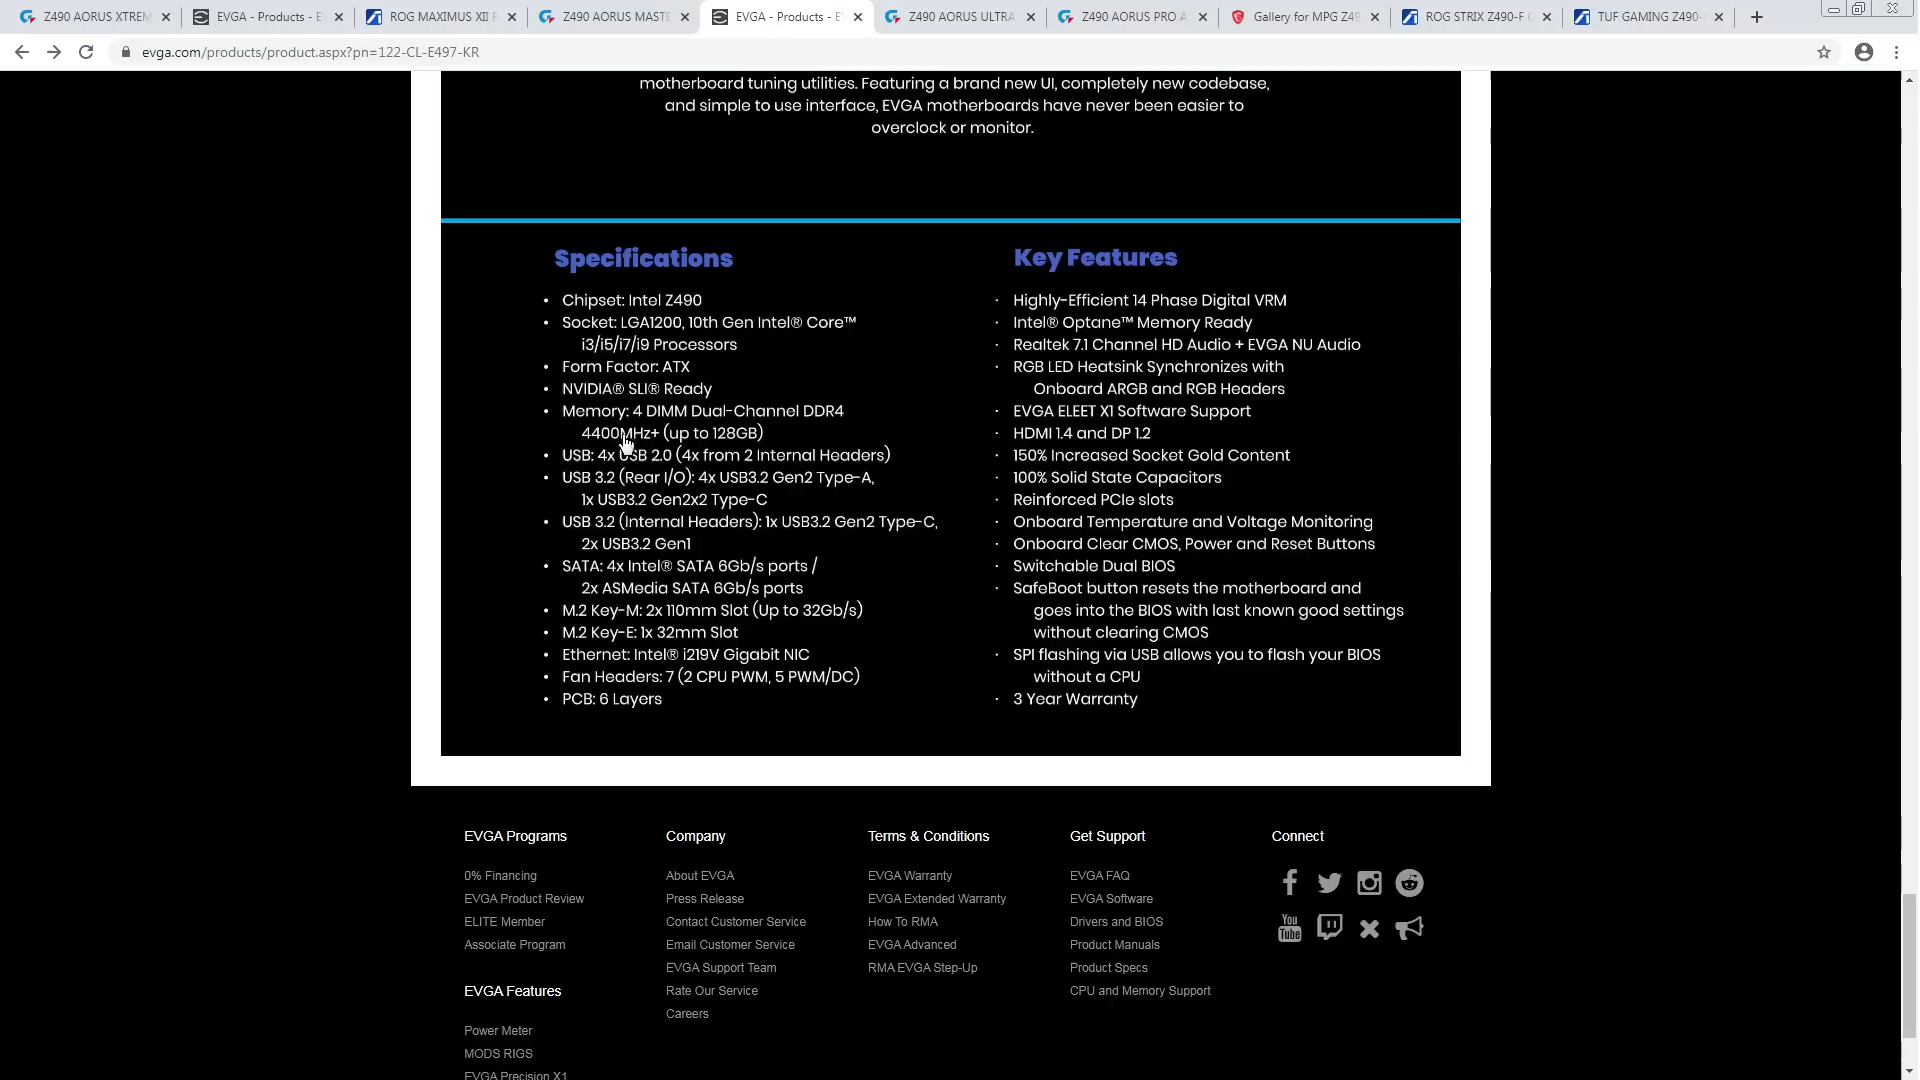 Z490 AORUS XTREM
EVGA - Products - E
ROG MAXIMUS XII F
Z490 AORUS MASTE
EVGA - Products - E
Z490 AORUS ULTRA
Z490 AORUS PRO A
Gallery for MPG Z49
ROG STRIX Z490-F G
TUF GAMING Z490-
evga.com/products/product.aspx?pn=122-CL-E497-KR
motherboard tuning utilities. Featuring a brand new UI, completely new codebase,
and simple to use interface, EVGA motherboards have never been easier to
overclock or monitor.
Specifications
• Chipset: Intel Z490
• Socket: LGA1200, 10th Gen Intel® Core™
i3/i5/i7/i9 Processors
• Form Factor: ATX
• NVIDIA® SLI® Ready
• Memory: 4 DIMM Dual-Channel DDR4
4400MHz+ (up to 128GB)
• USB: 4x USB 2.0 (4x from 2 Internal Headers)
• USB 3.2 (Rear I/O): 4x USB3.2 Gen2 Type-A,
1x USB3.2 Gen2x2 Type-C
• USB 3.2 (Internal Headers): 1x USB3.2 Gen2 Type-C,
2x USB3.2 Gen1
• SATA: 4x Intel® SATA 6Gb/s ports /
2x ASMedia SATA 6Gb/s ports
• M.2 Key-M: 2x 110mm Slot (Up to 32Gb/s)
• M.2 Key-E: 1x 32mm Slot
• Ethernet: Intel® i219V Gigabit NIC
• Fan Headers: 7 (2 CPU PWM, 5 PWM/DC)
• PCB: 6 Layers
Key Features
· Highly-Efficient 14 Phase Digital VRM
· Intel® Optane™ Memory Ready
· Realtek 7.1 Channel HD Audio + EVGA NU Audio
· RGB LED Heatsink Synchronizes with
Onboard ARGB and RGB Headers
· EVGA ELEET X1 Software Support
· HDMI 1.4 and DP 1.2
· 150% Increased Socket Gold Content
· 100% Solid State Capacitors
· Reinforced PCIe slots
· Onboard Temperature and Voltage Monitoring
· Onboard Clear CMOS, Power and Reset Buttons
· Switchable Dual BIOS
· SafeBoot button resets the motherboard and
goes into the BIOS with last known good settings
without clearing CMOS
· SPI flashing via USB allows you to flash your BIOS
without a CPU
· 3 Year Warranty
EVGA Programs
0% Financing
EVGA Product Review
ELITE Member
Associate Program
EVGA Features
Power Meter
MODS RIGS
EVGA Precision X1
Company
About EVGA
Press Release
Contact Customer Service
Email Customer Service
EVGA Support Team
Rate Our Service
Careers
Terms & Conditions
EVGA Warranty
EVGA Extended Warranty
How To RMA
EVGA Advanced
RMA EVGA Step-Up
Get Support
EVGA FAQ
EVGA Software
Drivers and BIOS
Product Manuals
Product Specs
CPU and Memory Support
Connect
You
Tube